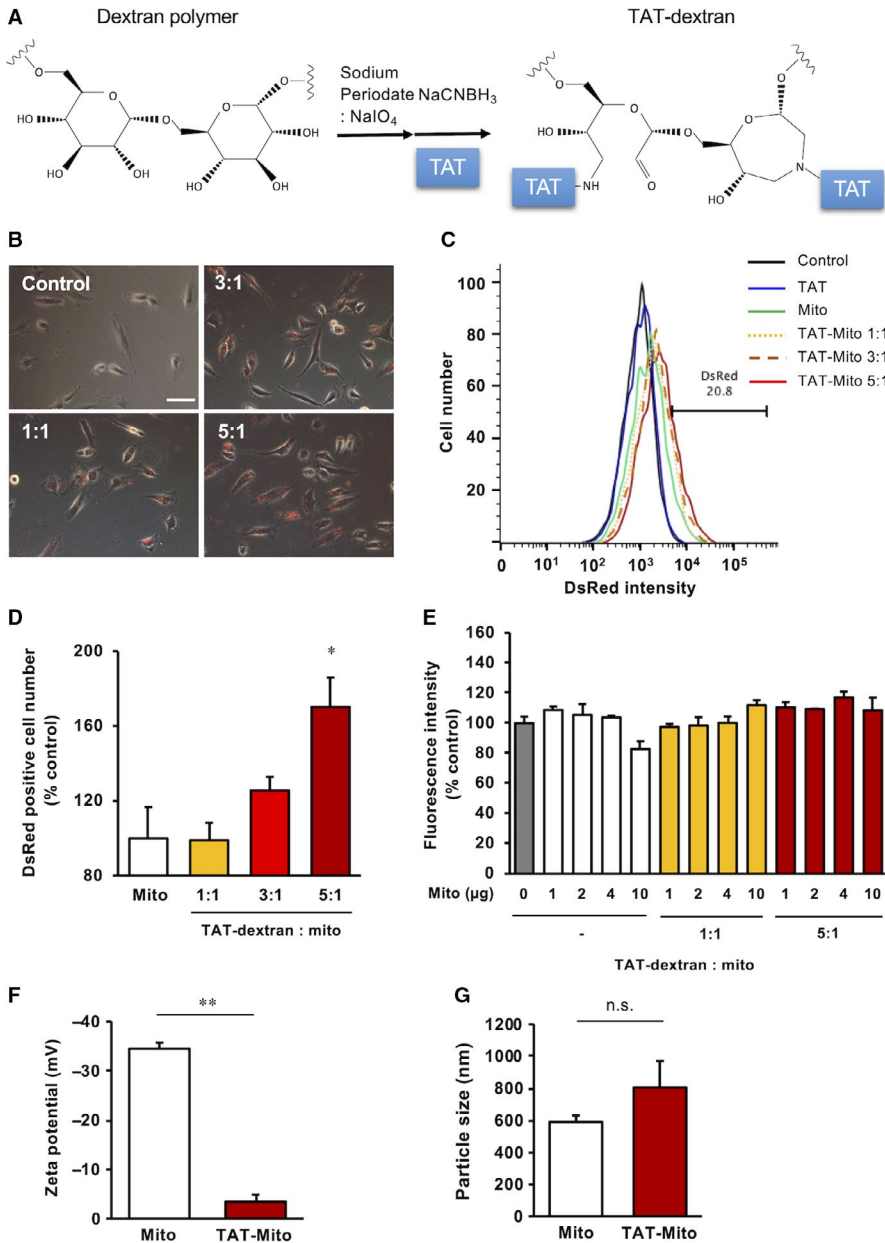 A
Dextran polymer
TAT-dextran
O
O
O
O
HO
HO
OH
O
O
OH
OH
OH
Sodium
Periodate NaCNBH3
: NaIO4
TAT
O
O
HO
TAT
NH
O
O
O
O
HO
N
TAT
B
Control
3:1
1:1
5:1
C
Cell number
100
80
60
40
20
0
10^1
10^2
10^3
10^4
10^5
DsRed intensity
DsRed
20.8
Control
TAT
Mito
TAT-Mito 1:1
TAT-Mito 3:1
TAT-Mito 5:1
D
DsRed positive cell number
(% control)
200
160
120
80
*
Mito 1:1 3:1 5:1
TAT-dextran : mito
E
Fluorescence intensity
(% control)
160
140
120
100
80
60
40
20
0
Mito (µg) 0 1 2 4 10 1 2 4 10 1 2 4 10
- 1:1 5:1
TAT-dextran : mito
F
Zeta potential (mV)
–40
–30
–20
–10
0
**
Mito TAT-Mito
G
Particle size (nm)
1200
1000
800
600
400
200
0
n.s.
Mito TAT-Mito